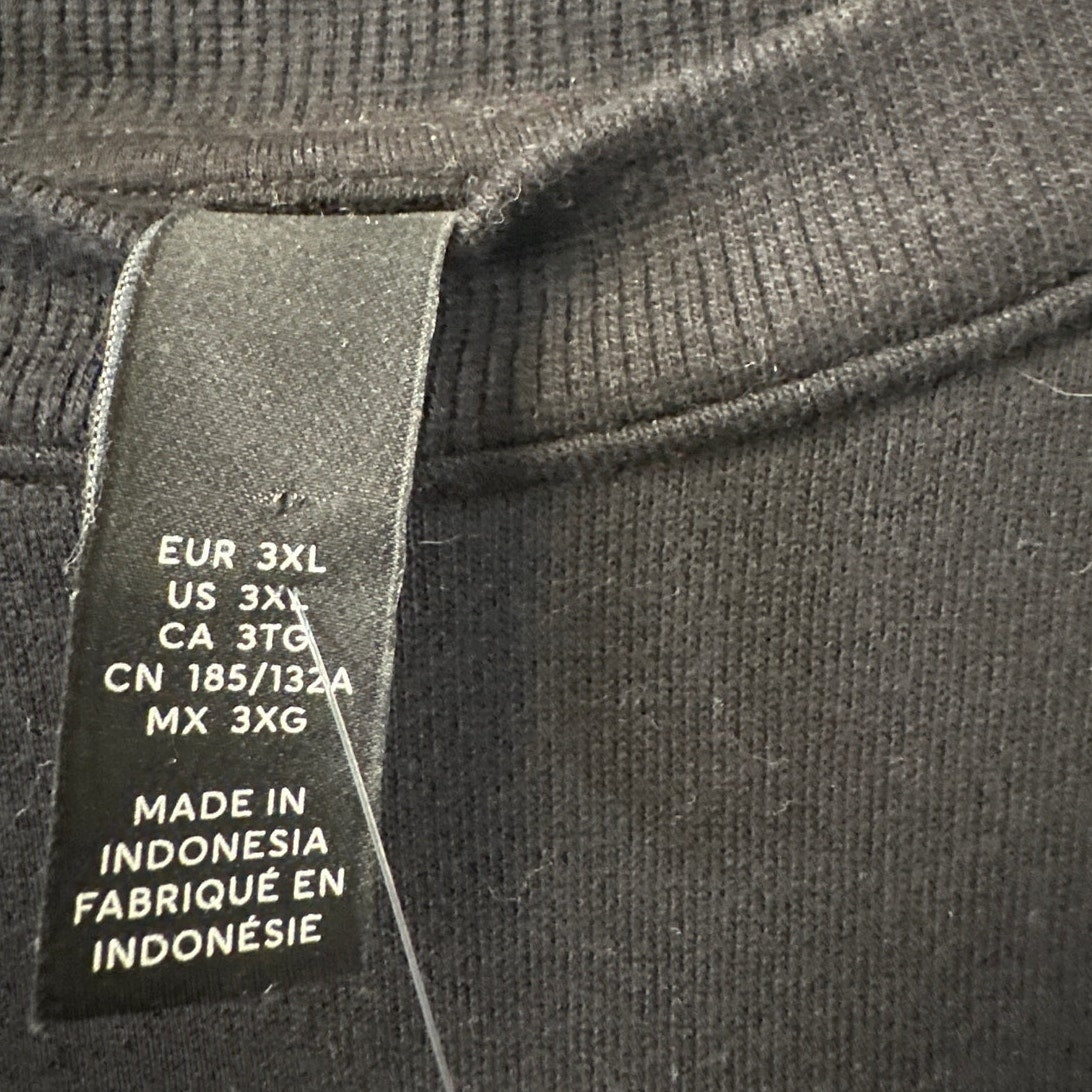 EUR 3XL
US 3XL
CA 3TG
CN 185/132A
MX 3XG
MADE IN
INDONESIA
FABRIQUÉ EN
INDONÉSIE